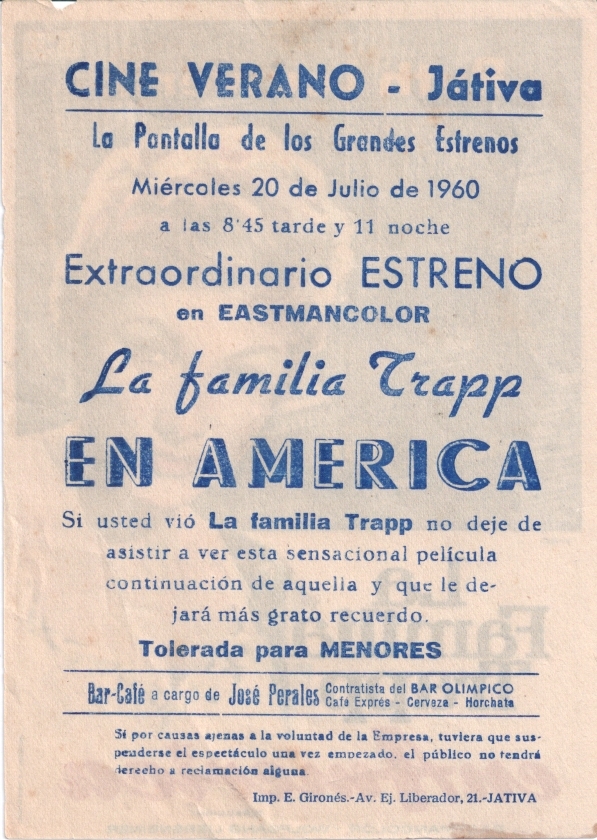 CINE VERANO - Játiva
La Pantalla de los Grandes Estrenos
Miércoles 20 de Julio de 1960
a las 8'45 tarde y 11 noche
Extraordinario ESTRENO
en EASTMANCOLOR
La familia Trapp
EN AMERICA
Si usted vió La familia Trapp no deje de
asistir a ver esta sensacional película
continuación de aquella y que le de-
jará más grato recuerdo.
Tolerada para MENORES
Bar-Café a cargo de José Perales Contratista del BAR OLIMPICO
Café Exprés - Cerveza - Horchata
Si por causas ajenas a la voluntad de la Empresa, tuviera que sus-
penderse el espectáculo una vez empezado, el público no tendrá
derecho a reclamación alguna.
Imp. E. Gironés.-Av. Ej. Liberador, 21.-JATIVA